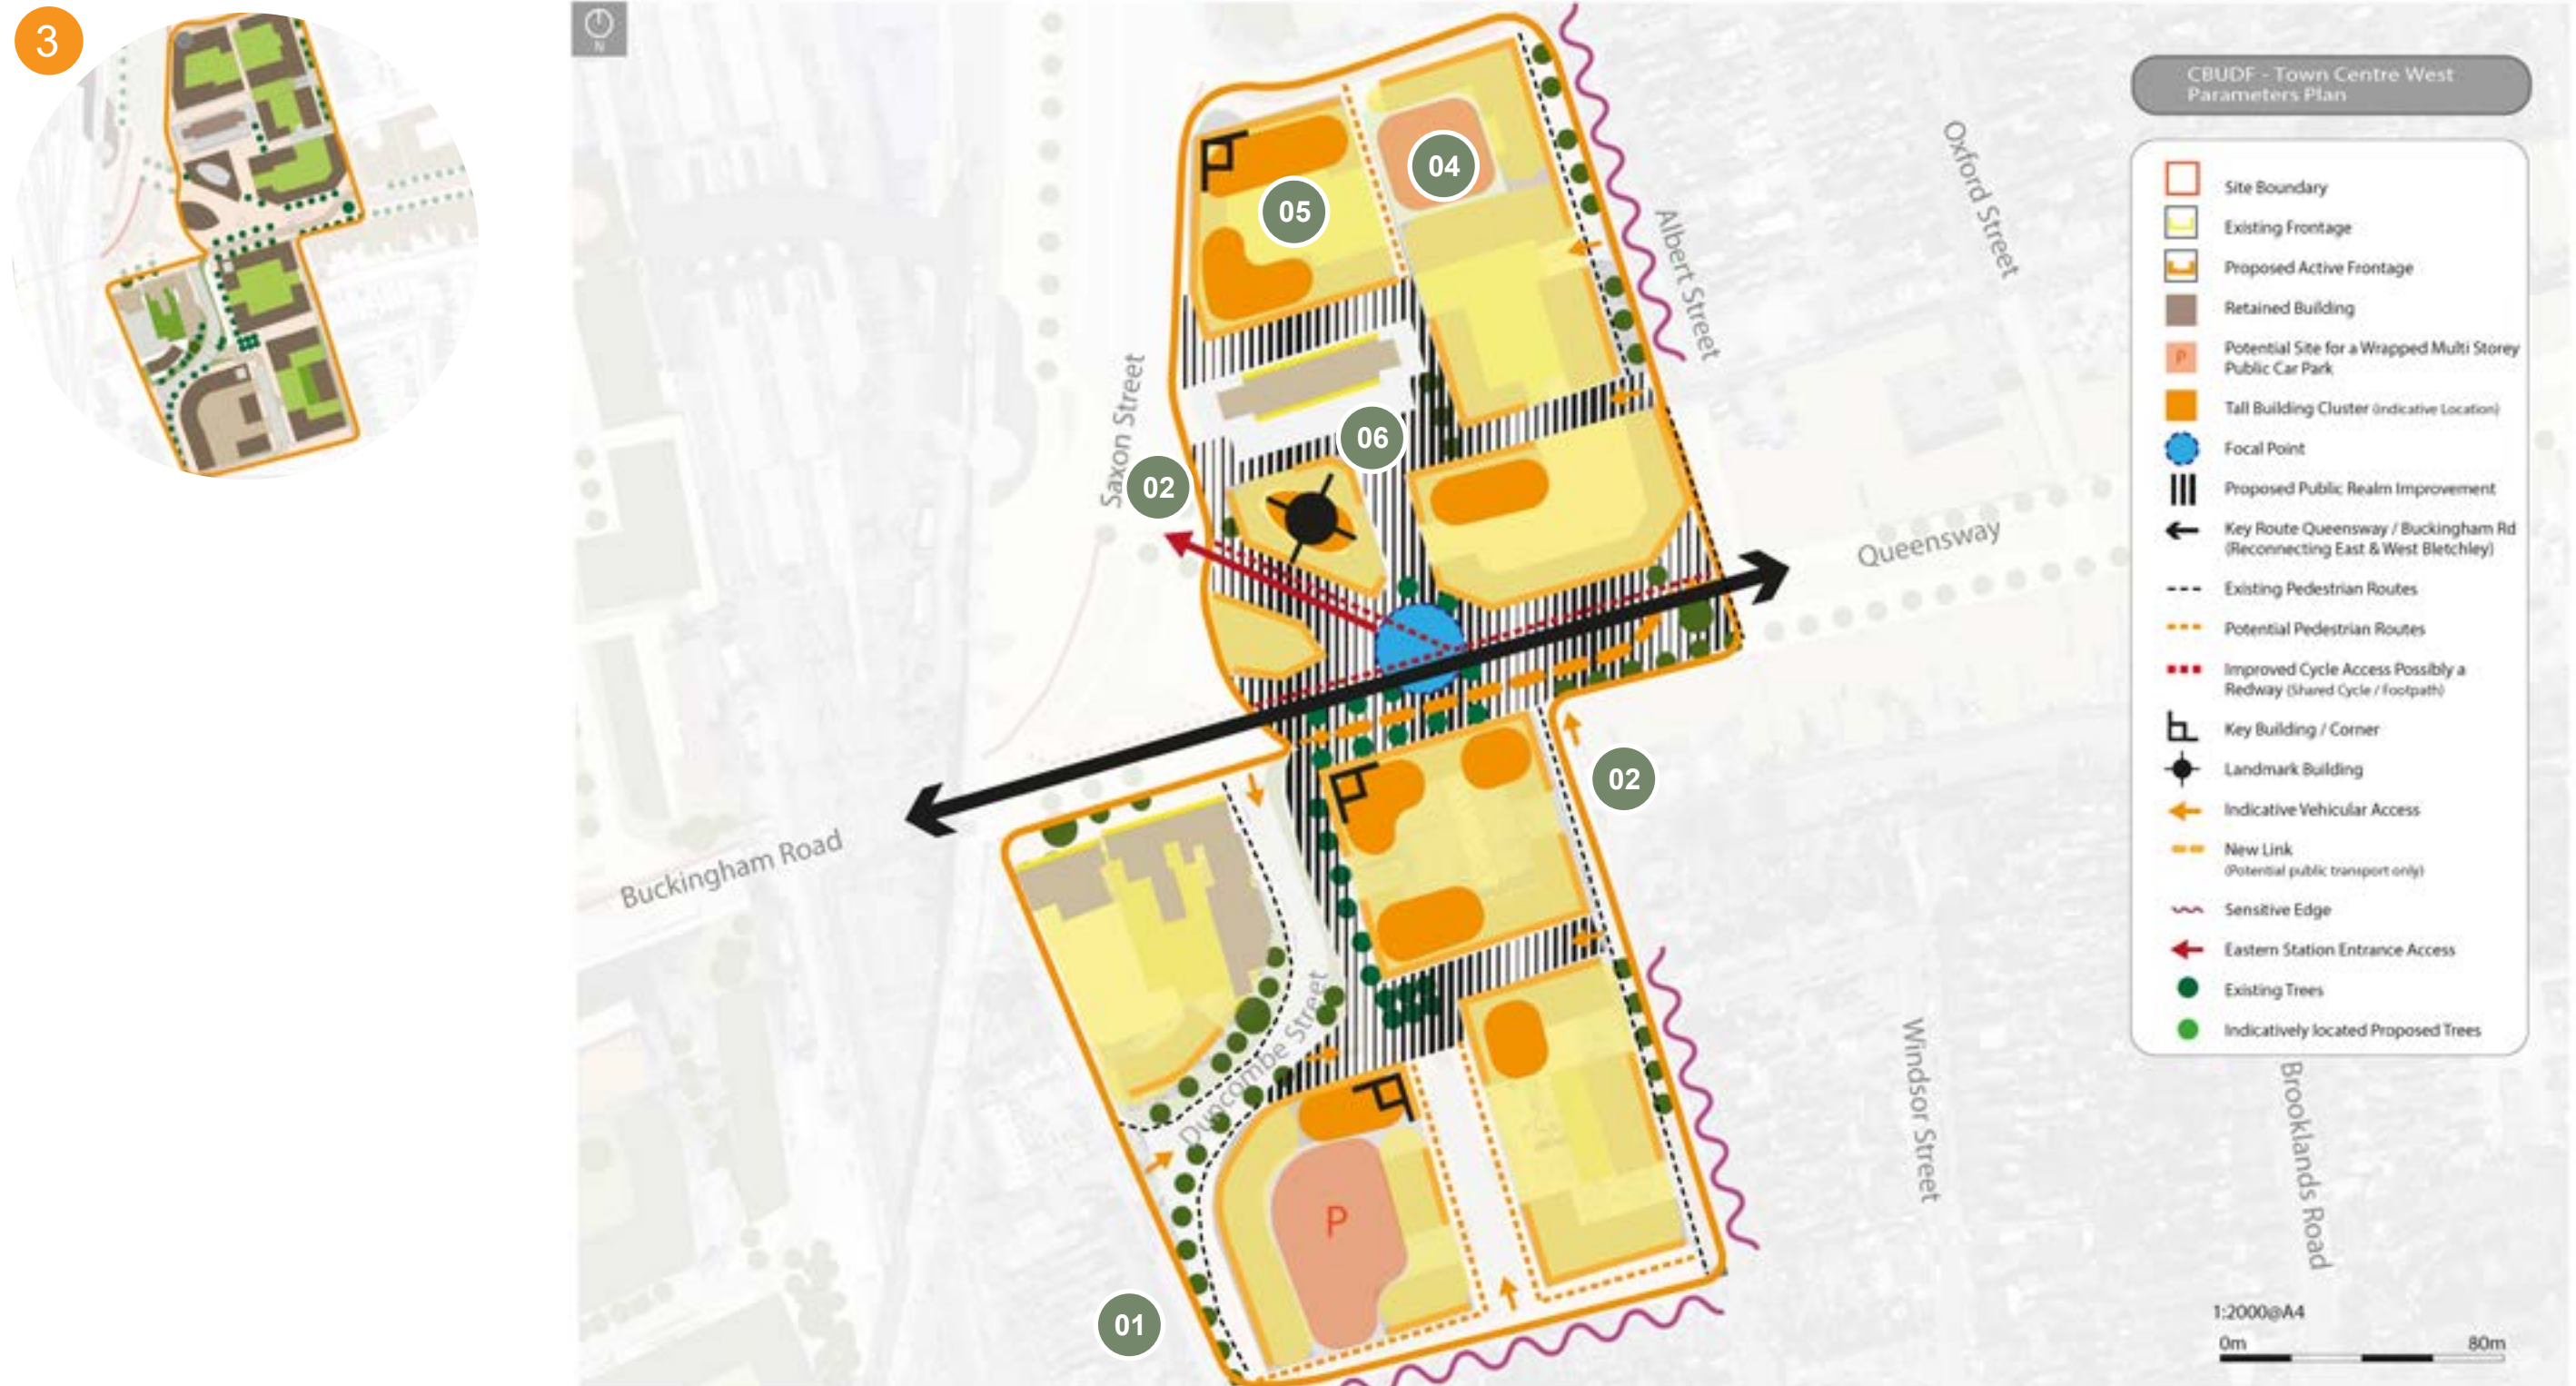 3
N
CBUDF - Town Centre West
Parameters Plan
Site Boundary
Existing Frontage
Proposed Active Frontage
Retained Building
P
Potential Site for a Wrapped Multi Storey
Public Car Park
Tall Building Cluster (Indicative Location)
Focal Point
Proposed Public Realm Improvement
Key Route Queensway / Buckingham Rd
(Reconnecting East & West Bletchley)
Existing Pedestrian Routes
Potential Pedestrian Routes
Improved Cycle Access Possibly a
Redway (Shared Cycle / Footpath)
Key Building / Corner
Landmark Building
Indicative Vehicular Access
New Link
(Potential public transport only)
Sensitive Edge
Eastern Station Entrance Access
Existing Trees
Indicatively located Proposed Trees
04
05
Albert Street
Oxford Street
Saxon Street
06
02
Queensway
02
Buckingham Road
Duncombe Street
Windsor Street
Brooklands Road
P
01
1:2000@A4
0m 80m